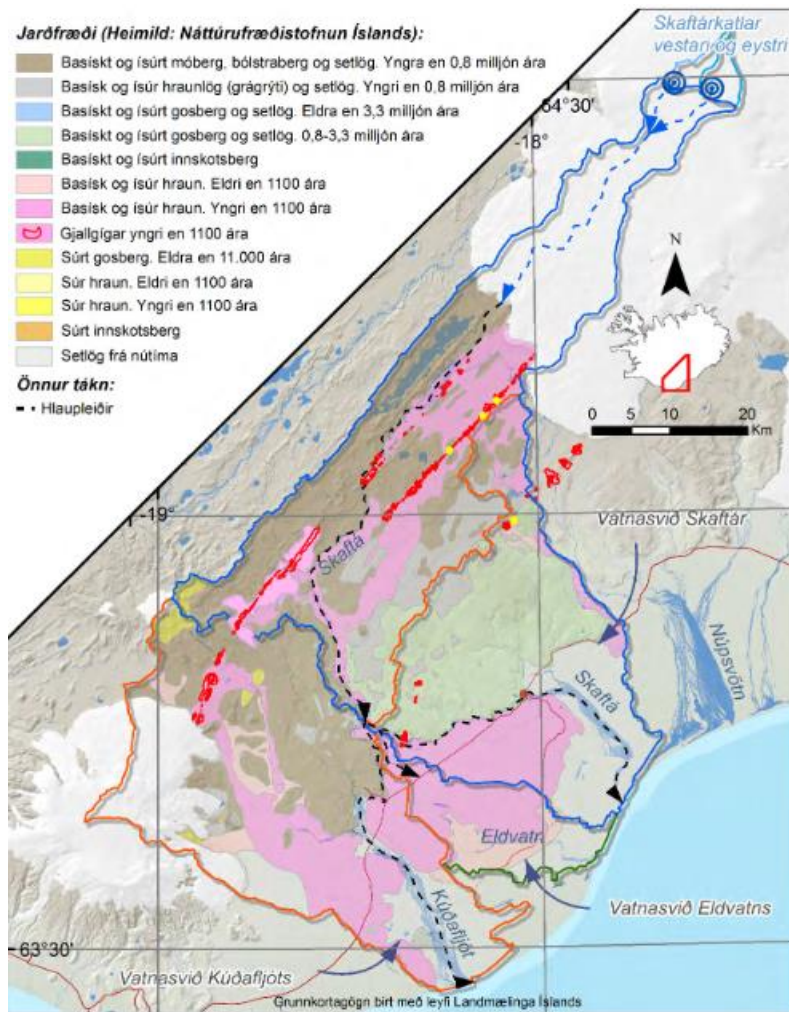 Jarðfræði (Heimild: Náttúrufræðistofnun Íslands):
Basískt og ísúrt móberg, bólstraberg og setlög. Yngra en 0,8 milljón ára
Basísk og ísúr hraunlög (grágrýti) og setlög. Yngri en 0,8 milljón ára
Basískt og ísúrt gosberg og setlög. Eldra en 3,3 milljón ára
Basískt og ísúrt gosberg og setlög. 0,8-3,3 milljón ára
Basískt og ísúrt innskotsberg
Basísk og ísúr hraun. Eldri en 1100 ára
Basísk og ísúr hraun. Yngri en 1100 ára
Gjallgígar yngri en 1100 ára
Súrt gosberg. Eldra en 11.000 ára
Súr hraun. Eldri en 1100 ára
Súr hraun. Yngri en 1100 ára
Súrt innskotsberg
Setlög frá nútíma
Önnur tákn:
Hlaupleiðir
Skaftárkatlar
vestari og eystri
64°30'
-18°
N
0 5 10 20
Km
-19°
Skaftá
Vatnasvið Skaftár
Núpsvötn
Skaftá
Eldvatn
Vatnasvið Eldvatns
Kúðafljót
63°30'
Vatnasvið Kúðafljóts
Grunnkortagögn birt með leyfi Landmælinga Íslands